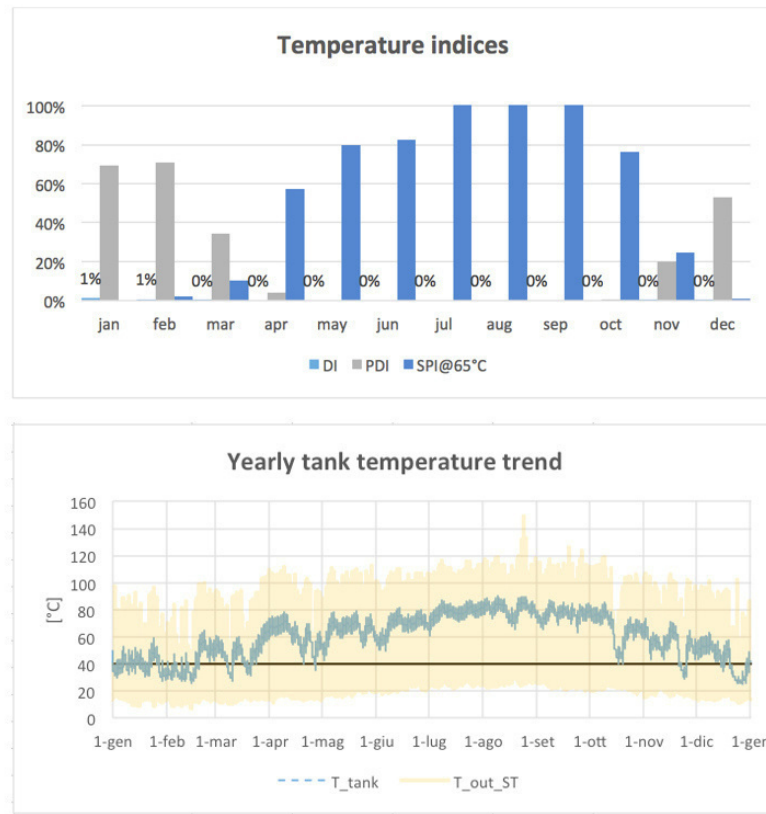 Temperature indices
100%
80%
60%
40%
20%
0%
1% 1% 0% 0% 0% 0% 0% 0% 0% 0% 0% 0%
jan feb mar apr may jun jul aug sep oct nov dec
DI PDI SPI@65°C
Yearly tank temperature trend
[°C]
160
140
120
100
80
60
40
20
0
1-gen 1-feb 1-mar 1-apr 1-mag 1-giu 1-lug 1-ago 1-set 1-ott 1-nov 1-dic 1-gen
T_tank T_out_ST